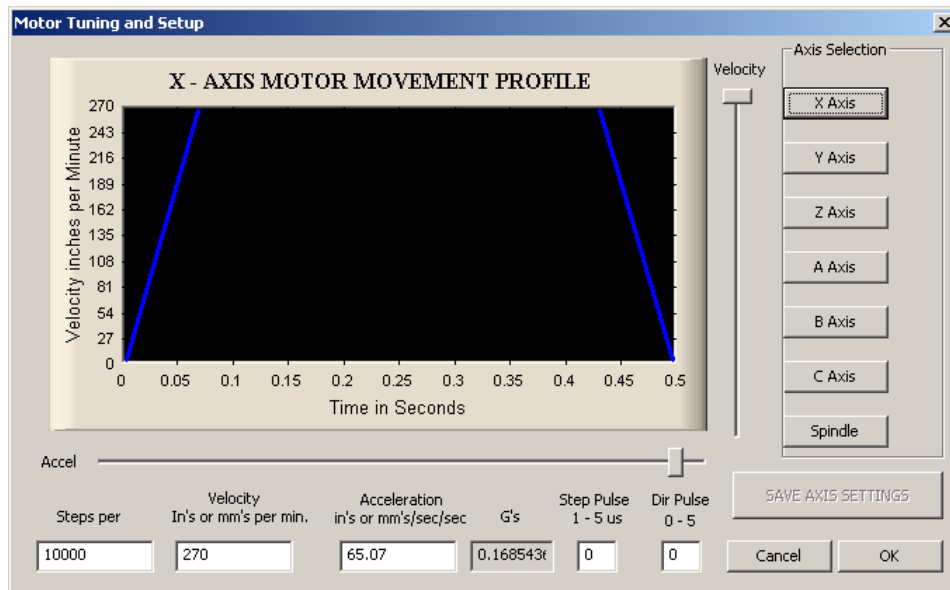 Motor Tuning and Setup
X - AXIS MOTOR MOVEMENT PROFILE
Velocity inches per Minute
270
243
216
189
162
135
108
81
54
27
0
0 0.05 0.1 0.15 0.2 0.25 0.3 0.35 0.4 0.45 0.5
Time in Seconds
Velocity
Axis Selection
X Axis
Y Axis
Z Axis
A Axis
B Axis
C Axis
Spindle
Accel
Steps per
10000
Velocity
In's or mm's per min.
270
Acceleration
in's or mm's/sec/sec
65.07
G's
Step Pulse
1 - 5 us
0
Dir Pulse
0 - 5
0
SAVE AXIS SETTINGS
Cancel
OK